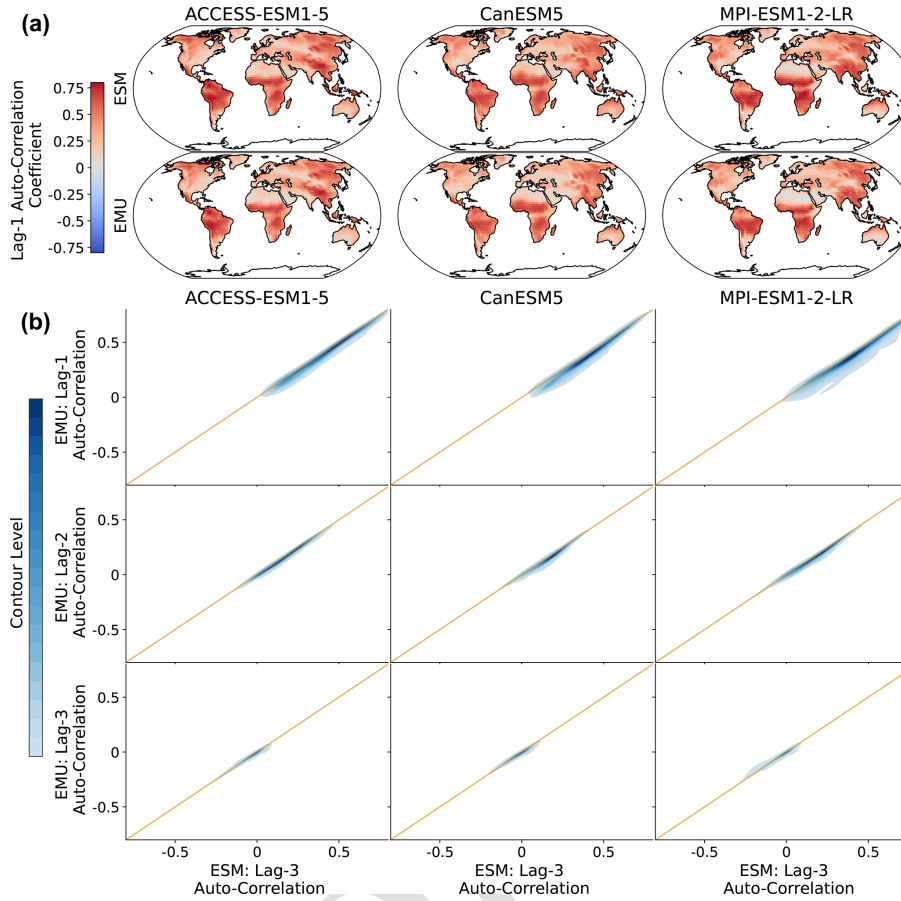 (a)
ACCESS-ESM1-5 CanESM5 MPI-ESM1-2-LR
Lag-1 Auto-Correlation
Coefficient
0.75
0.50
0.25
0
-0.25
-0.5
-0.75
ESM
EMU
(b)
ACCESS-ESM1-5 CanESM5 MPI-ESM1-2-LR
Contour Level
EMU: Lag-1
Auto-Correlation
0.5
0
-0.5
EMU: Lag-2
Auto-Correlation
0.5
0
-0.5
EMU: Lag-3
Auto-Correlation
0.5
0
-0.5
-0.5 0 0.5 -0.5 0 0.5 -0.5 0 0.5
ESM: Lag-3 ESM: Lag-3 ESM: Lag-3
Auto-Correlation Auto-Correlation Auto-Correlation